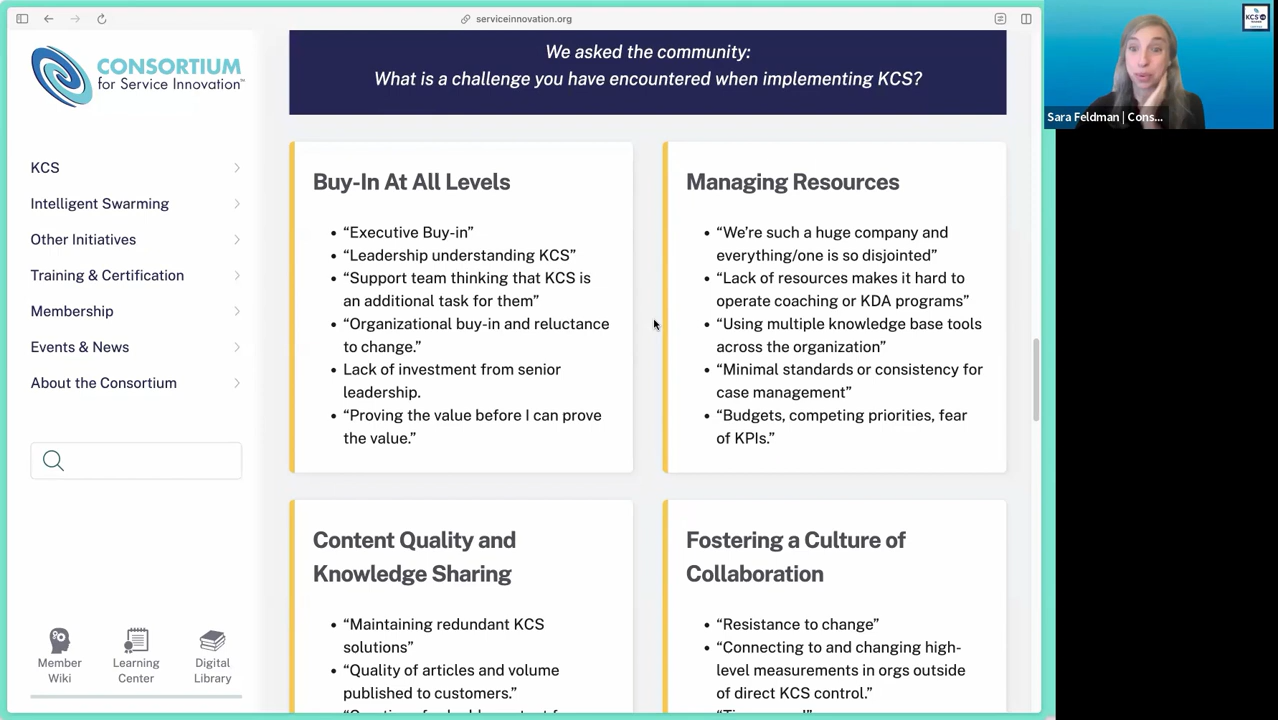 serviceinnovation.org
CONSORTIUM
for Service Innovation™
KCS
Intelligent Swarming
Other Initiatives
Training & Certification
Membership
Events & News
About the Consortium
Member
Wiki
Learning
Center
Digital
Library
We asked the community:
What is a challenge you have encountered when implementing KCS?
Buy-In At All Levels
• “Executive Buy-in”
• “Leadership understanding KCS”
• “Support team thinking that KCS is
an additional task for them”
• “Organizational buy-in and reluctance
to change.”
• Lack of investment from senior
leadership.
• “Proving the value before I can prove
the value.”
Managing Resources
• “We’re such a huge company and
everything/one is so disjointed”
• “Lack of resources makes it hard to
operate coaching or KDA programs”
• “Using multiple knowledge base tools
across the organization”
• “Minimal standards or consistency for
case management”
• “Budgets, competing priorities, fear
of KPIs.”
Content Quality and
Knowledge Sharing
• “Maintaining redundant KCS
solutions”
• “Quality of articles and volume
published to customers.”
Fostering a Culture of
Collaboration
• “Resistance to change”
• “Connecting to and changing high-
level measurements in orgs outside
of direct KCS control.”
Sara Feldman | Cons...
KCS